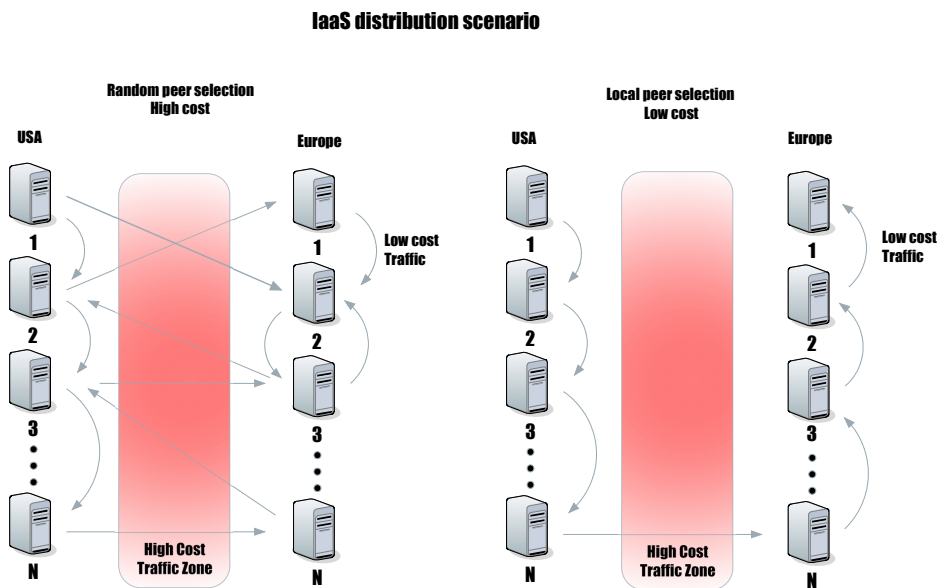 IaaS distribution scenario
Random peer selection
High cost
USA
Europe
1
2
3
N
1
2
3
N
Low cost
Traffic
High Cost
Traffic Zone
Local peer selection
Low cost
USA
Europe
1
2
3
N
1
2
3
N
Low cost
Traffic
High Cost
Traffic Zone